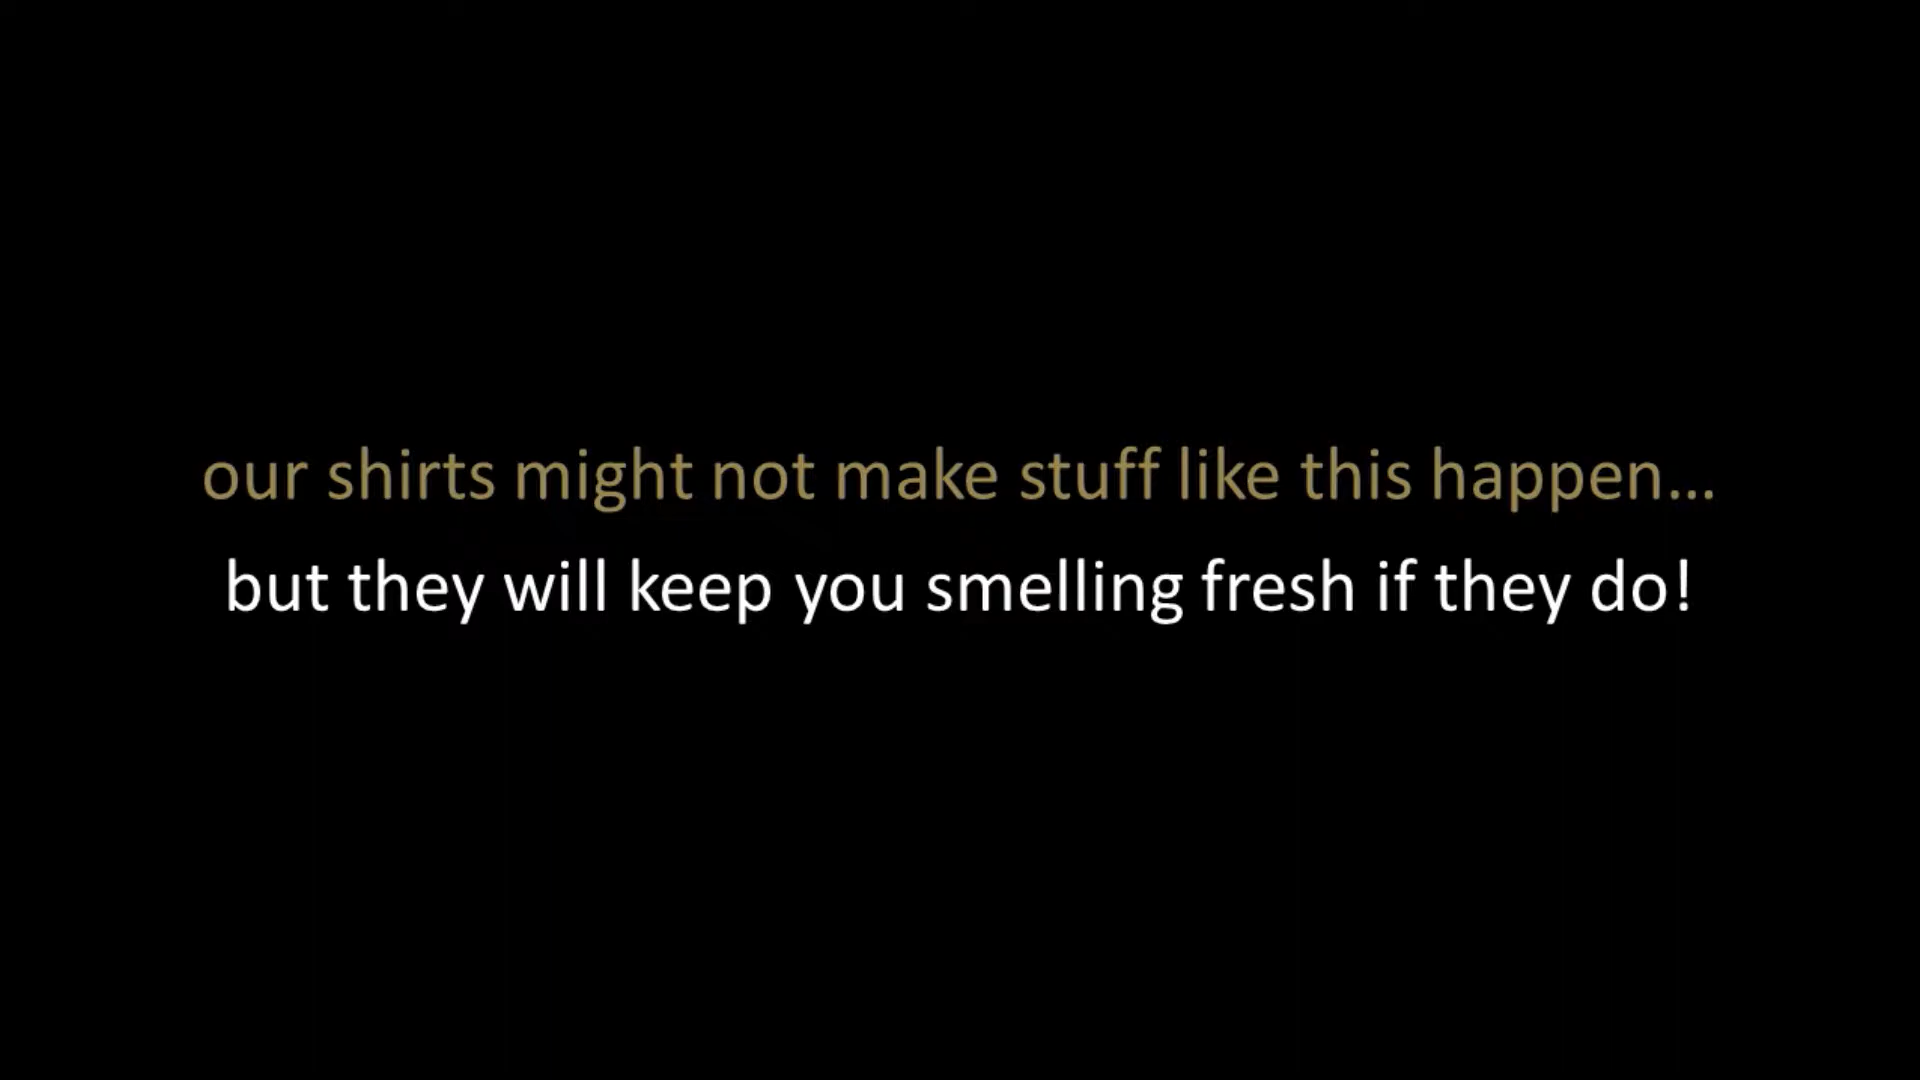 our shirts might not make stuff like this happen...
but they will keep you smelling fresh if they do!